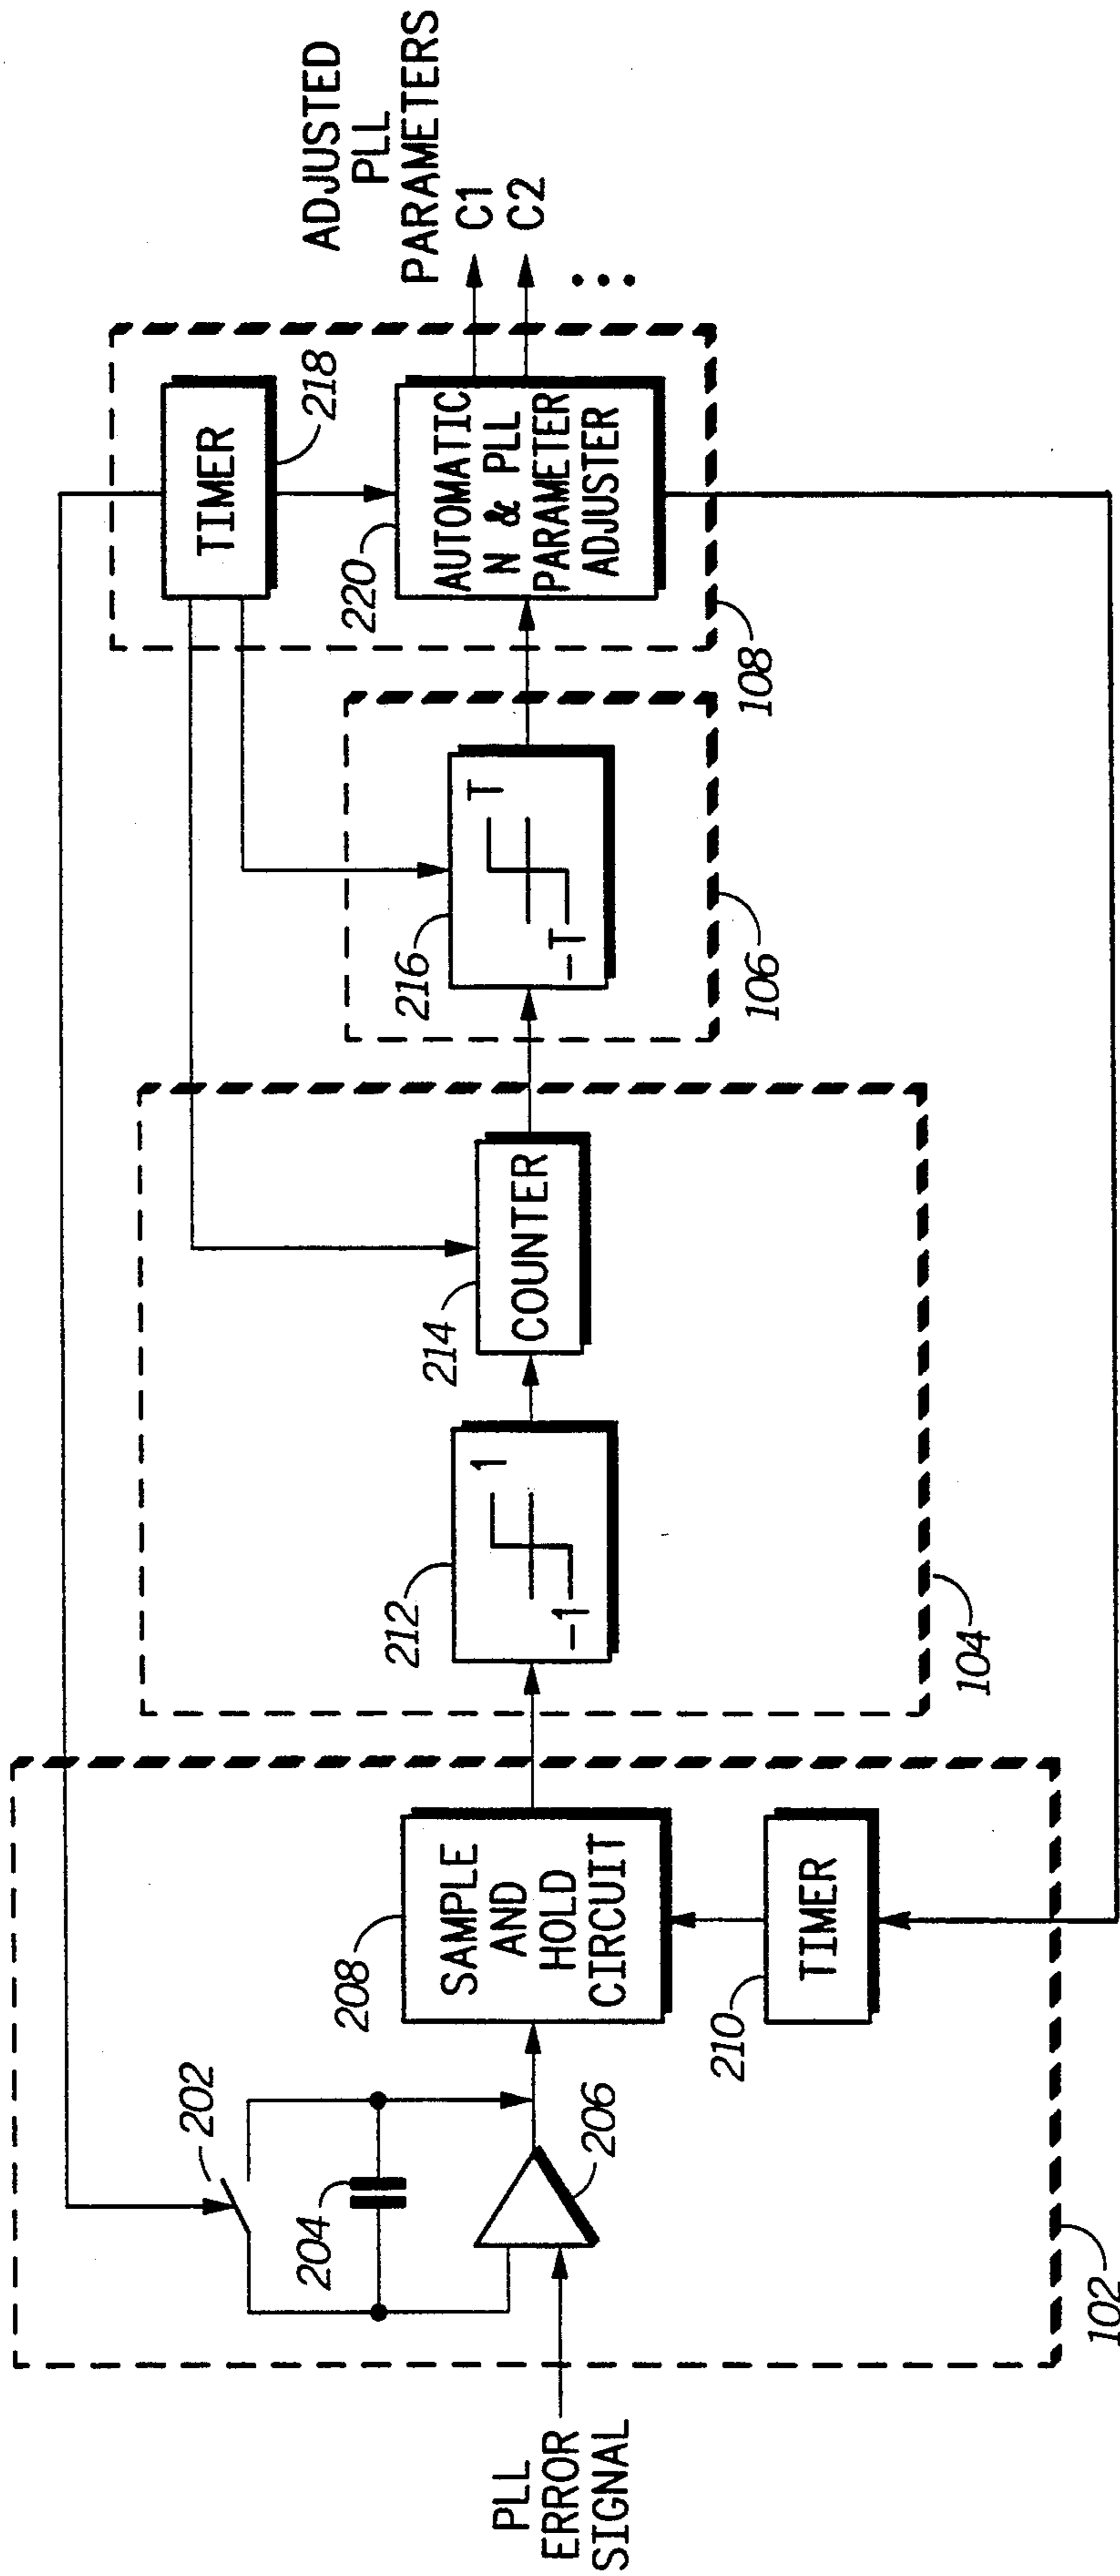 PLL
ERROR
SIGNAL
202
204
206
SAMPLE
AND
HOLD
CIRCUIT
208
TIMER
210
102
1
-1
212
COUNTER
214
104
T
-T
216
106
TIMER
218
AUTOMATIC
N & PLL
PARAMETER
ADJUSTER
220
108
ADJUSTED
PLL
PARAMETERS
C1
C2
...